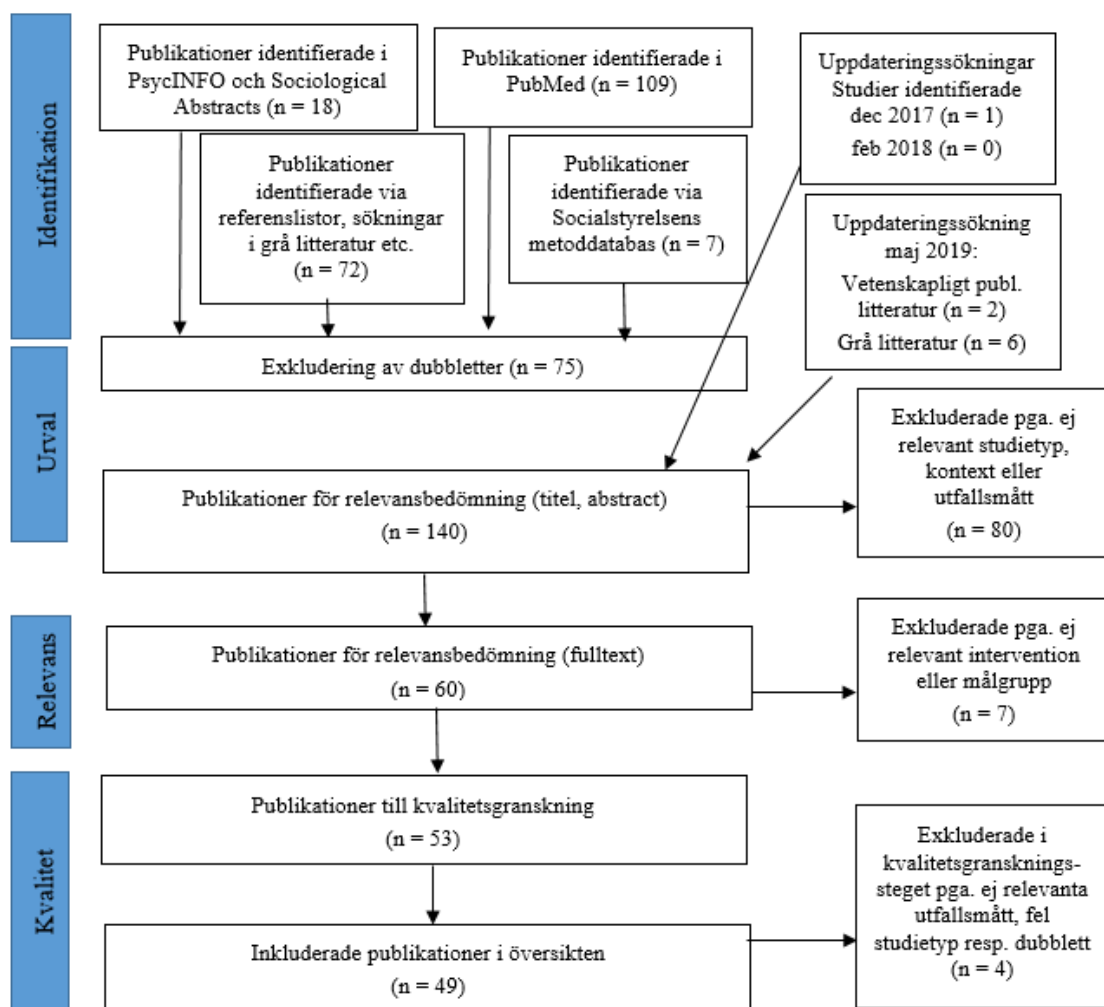 Identifikation
Publikationer identifierade i
PsycINFO och Sociological
Abstracts (n = 18)
Publikationer identifierade i
PubMed (n = 109)
Uppdateringssökningar
Studier identifierade
dec 2017 (n = 1)
feb 2018 (n = 0)
Publikationer
identifierade via
referenslistor, sökningar
i grå litteratur etc.
(n = 72)
Publikationer
identifierade via
Socialstyrelsens
metoddatabas (n = 7)
Uppdateringssökning
maj 2019:
Vetenskapligt publ.
litteratur (n = 2)
Grå litteratur (n = 6)
Exkludering av dubbletter (n = 75)
Urval
Publikationer för relevansbedömning (titel, abstract)
(n = 140)
Exkluderade pga. ej
relevant studietyp,
kontext eller
utfallsmått
(n = 80)
Relevans
Publikationer för relevansbedömning (fulltext)
(n = 60)
Exkluderade pga. ej
relevant intervention
eller målgrupp
(n = 7)
Kvalitet
Publikationer till kvalitetsgranskning
(n = 53)
Exkluderade i
kvalitetsgransknings-
steget pga. ej relevanta
utfallsmått, fel
studietyp resp. dubblett
(n = 4)
Inkluderade publikationer i översikten
(n = 49)